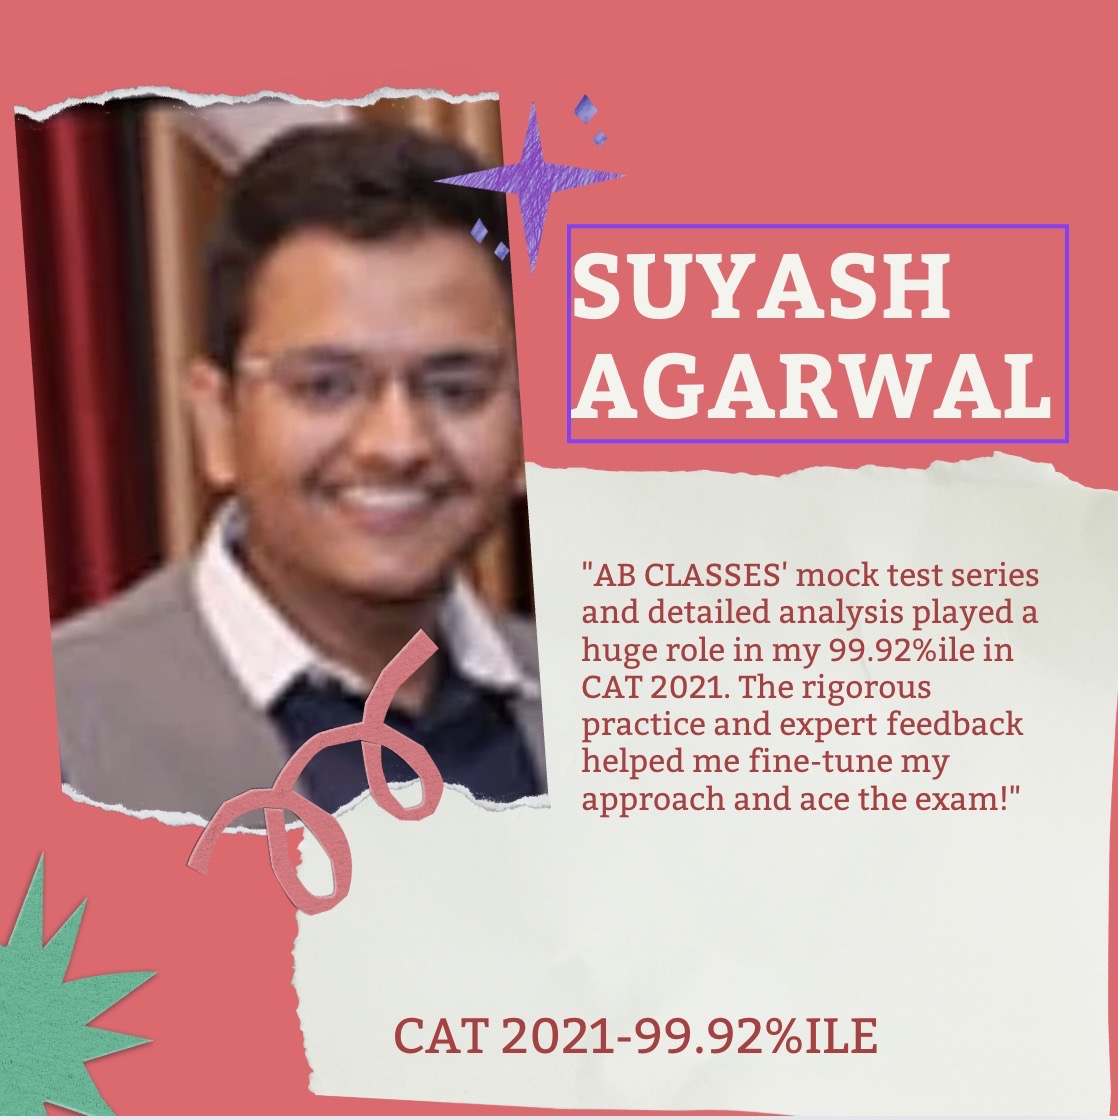 SUYASH
AGARWAL
"AB CLASSES' mock test series
and detailed analysis played a
huge role in my 99.92%ile in
CAT 2021. The rigorous
practice and expert feedback
helped me fine-tune my
approach and ace the exam!"
CAT 2021-99.92%ILE